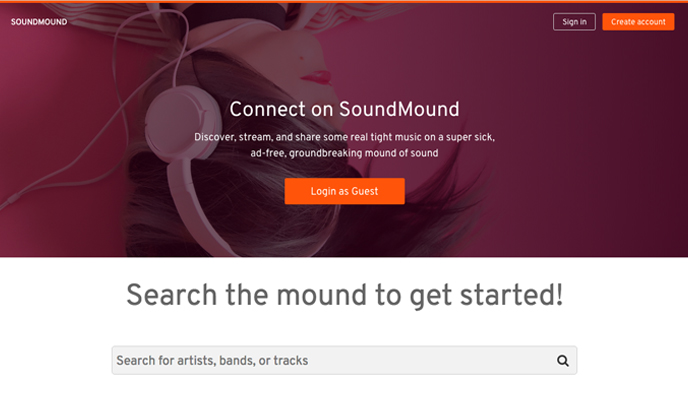 SOUNDMOUND
Sign in
Create account
Connect on SoundMound
Discover, stream, and share some real tight music on a super sick,
ad-free, groundbreaking mound of sound
Login as Guest
Search the mound to get started!
Search for artists, bands, or tracks